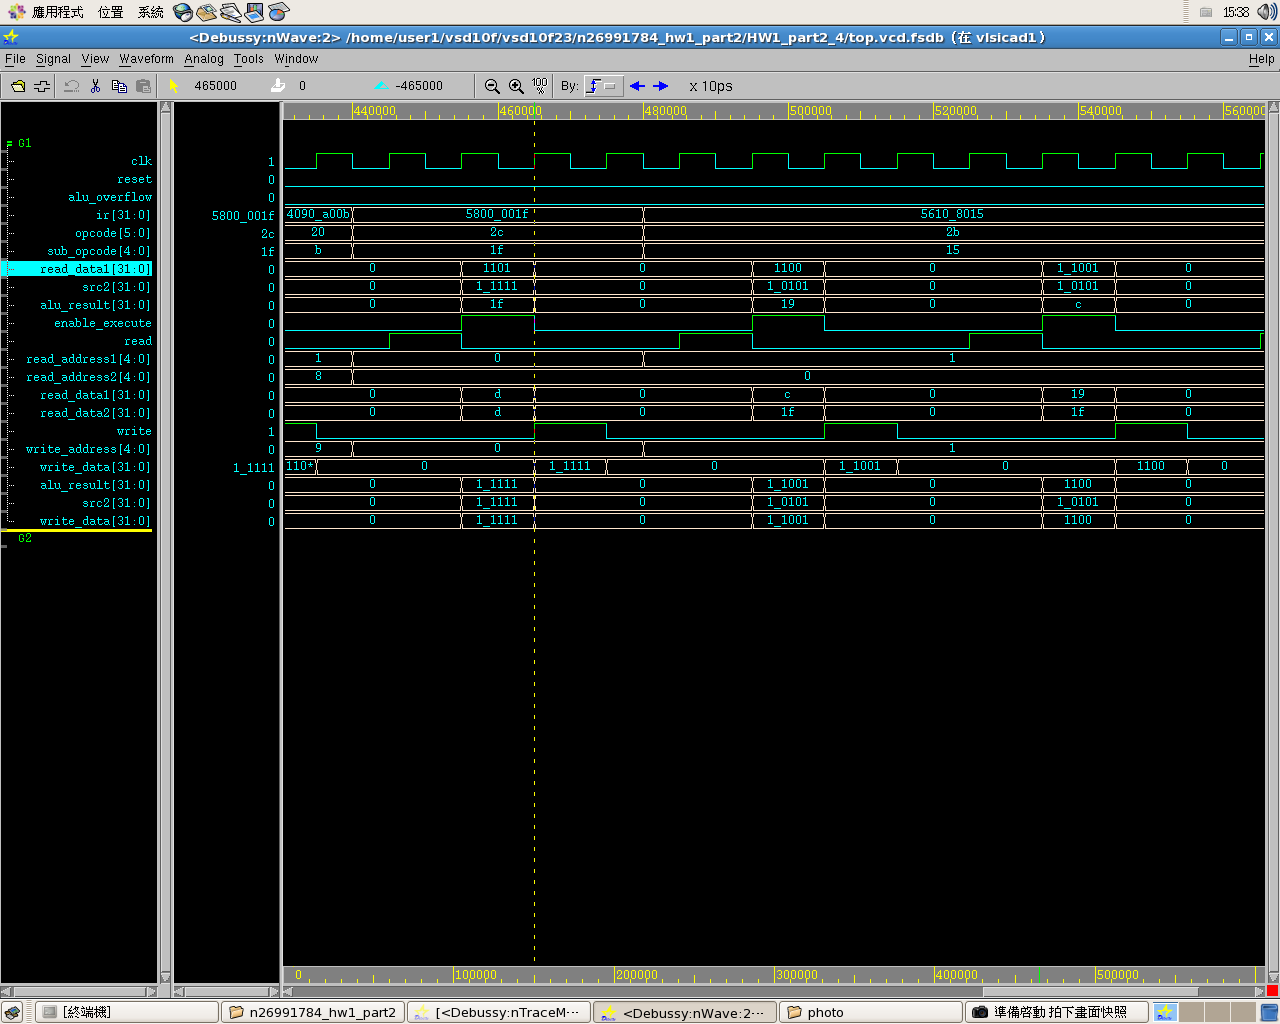 應用程式 位置 系統 15:38
<Debussy:nWave:2> /home/user1/vsd10f/vsd10f23/n26991784_hw1_part2/HW1_part2_4/top.vcd.fsdb (在 vlsicad1)
File Signal View Waveform Analog Tools Window Help
465000 0 -465000 100 % By: x 10ps
440000 460000 480000 500000 520000 540000 560000
G1
clk 1
reset 0
alu_overflow 0
ir[31:0] 5800_001f 4090_a00b 5800_001f 5610_8015
opcode[5:0] 2c 20 2c 2b
sub_opcode[4:0] 1f b 1f 15
read_data1[31:0] 0 0 1101 0 1100 0 1_1001 0
src2[31:0] 0 0 1_1111 0 1_0101 0 1_0101 0
alu_result[31:0] 0 0 1f 0 19 0 c 0
enable_execute 0
read 0
read_address1[4:0] 0 1 0 1
read_address2[4:0] 0 8 0
read_data1[31:0] 0 0 d 0 c 0 19 0
read_data2[31:0] 0 0 d 0 1f 0 1f 0
write 1
write_address[4:0] 0 9 0 1
write_data[31:0] 1_1111 110* 0 1_1111 0 1_1001 0 1100 0
alu_result[31:0] 0 0 1_1111 0 1_1001 0 1100 0
src2[31:0] 0 0 1_1111 0 1_0101 0 1_0101 0
write_data[31:0] 0 0 1_1111 0 1_1001 0 1100 0
G2
0 100000 200000 300000 400000 500000
[終端機] n26991784_hw1_part2 [<Debussy:nTraceM··· <Debussy:nWave:2··· photo 準備啓動 拍下畫面快照